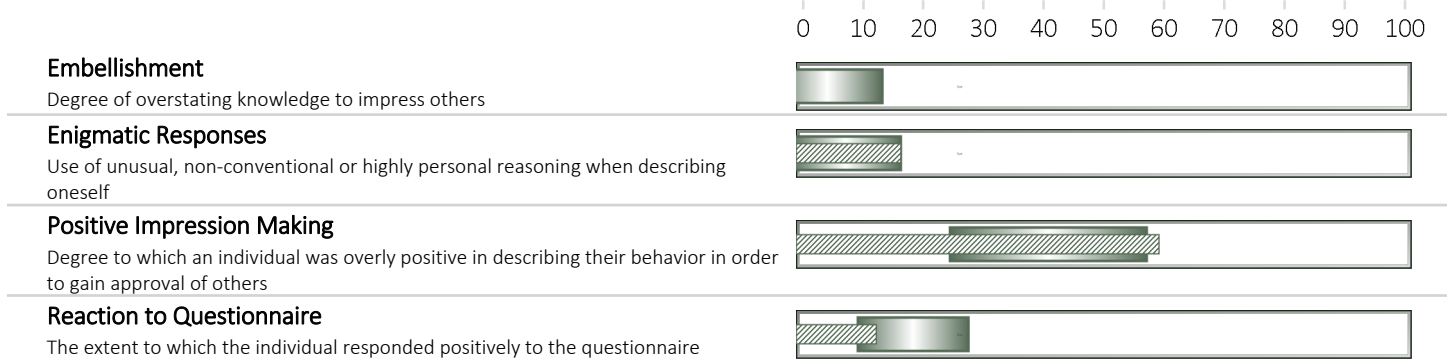 0 10 20 30 40 50 60 70 80 90 100
Embellishment
Degree of overstating knowledge to impress others
Enigmatic Responses
Use of unusual, non-conventional or highly personal reasoning when describing
oneself
Positive Impression Making
Degree to which an individual was overly positive in describing their behavior in order
to gain approval of others
Reaction to Questionnaire
The extent to which the individual responded positively to the questionnaire